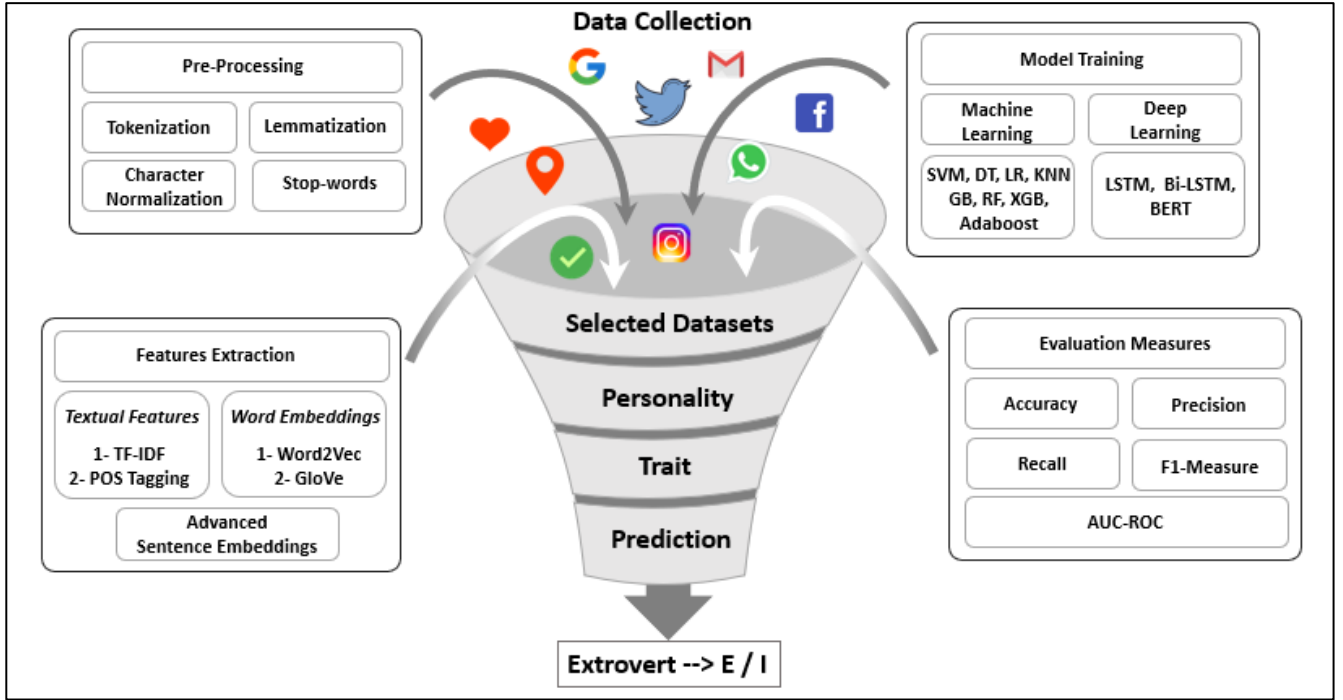 Data Collection
Pre-Processing
Tokenization
Lemmatization
Character
Normalization
Stop-words
Model Training
Machine
Learning
Deep
Learning
SVM, DT, LR, KNN
GB, RF, XGB,
Adaboost
LSTM, Bi-LSTM,
BERT
Features Extraction
Textual Features
1- TF-IDF
2- POS Tagging
Word Embeddings
1- Word2Vec
2- GloVe
Advanced
Sentence Embeddings
Evaluation Measures
Accuracy
Precision
Recall
F1-Measure
AUC-ROC
Selected Datasets
Personality
Trait
Prediction
Extrovert --> E / I